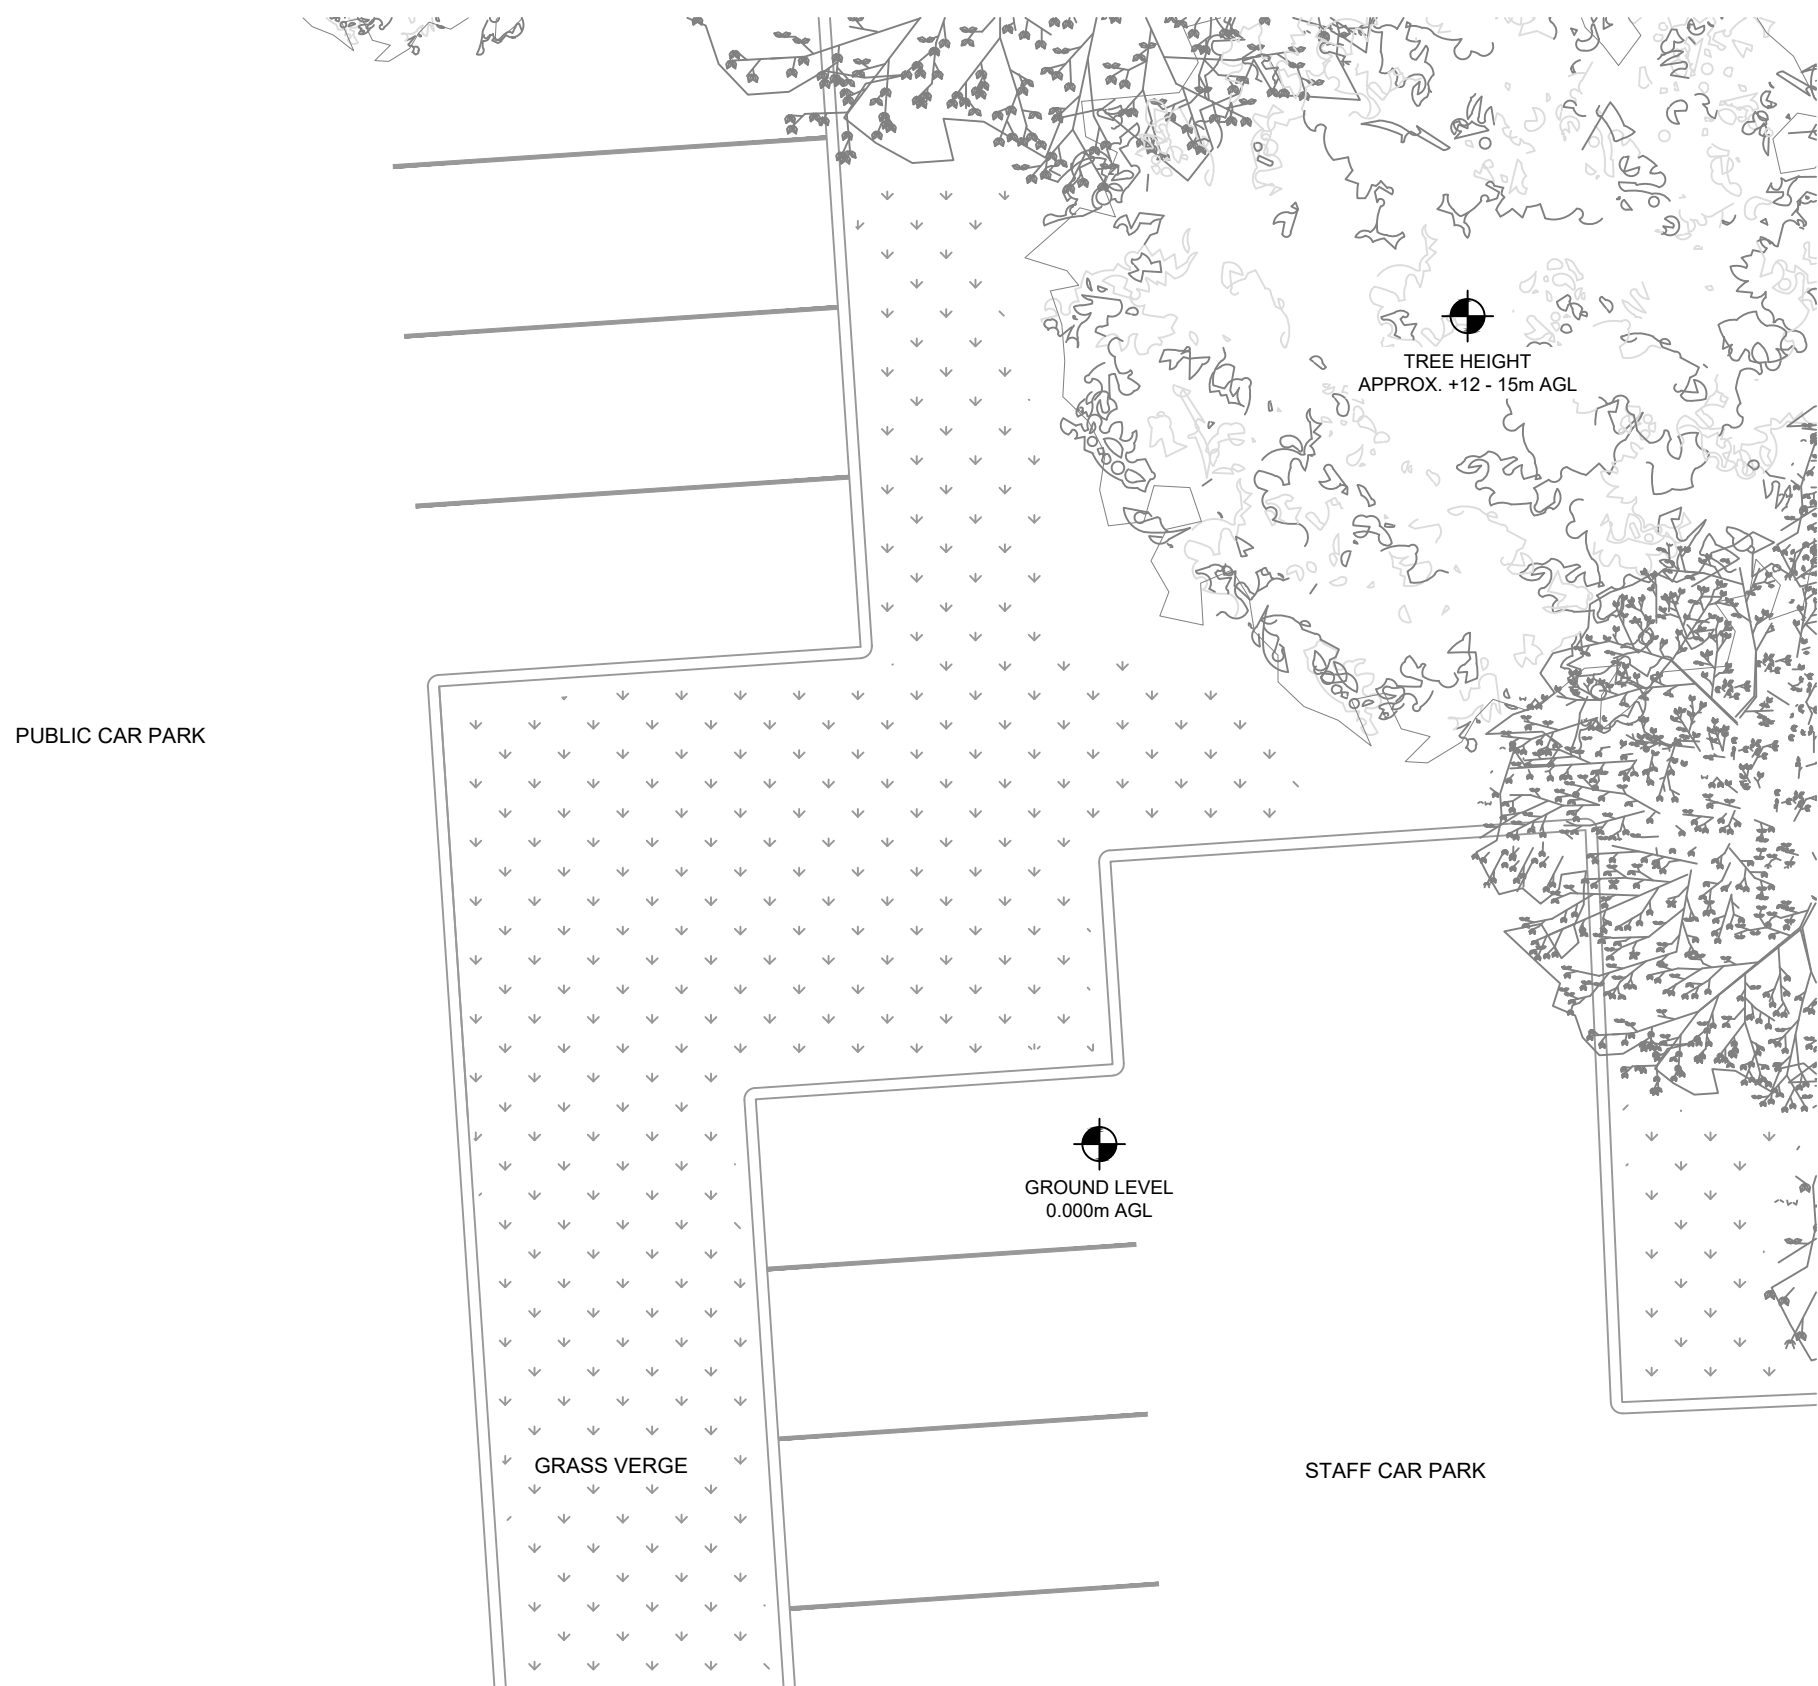 TREE HEIGHT
APPROX. +12 - 15m AGL
PUBLIC CAR PARK
GROUND LEVEL
0.000m AGL
GRASS VERGE
STAFF CAR PARK